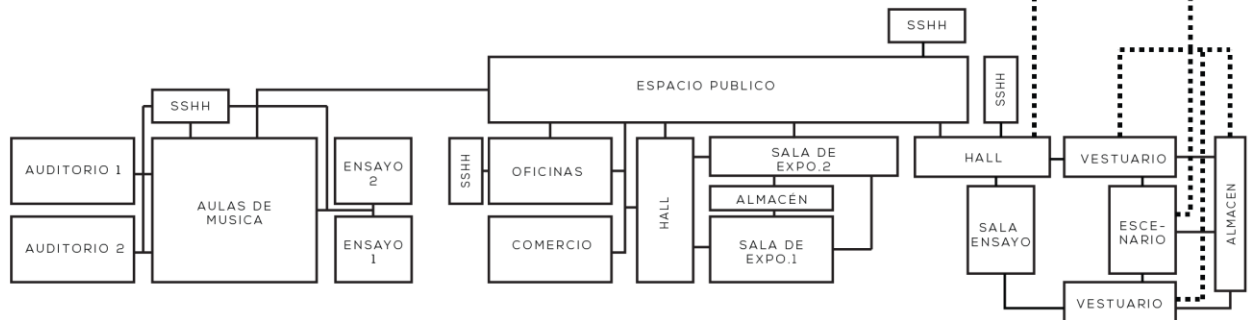 SSHH
ESPACIO PUBLICO
SSHH
SSHH
AUDITORIO 1
AULAS DE
MUSICA
ENSAYO
2
SSHH
OFICINAS
HALL
SALA DE
EXPO.2
HALL
VESTUARIO
ALMACEN
ALMACÉN
AUDITORIO 2
ENSAYO
1
COMERCIO
SALA DE
EXPO.1
SALA
ENSAYO
ESCE-
NARIO
VESTUARIO